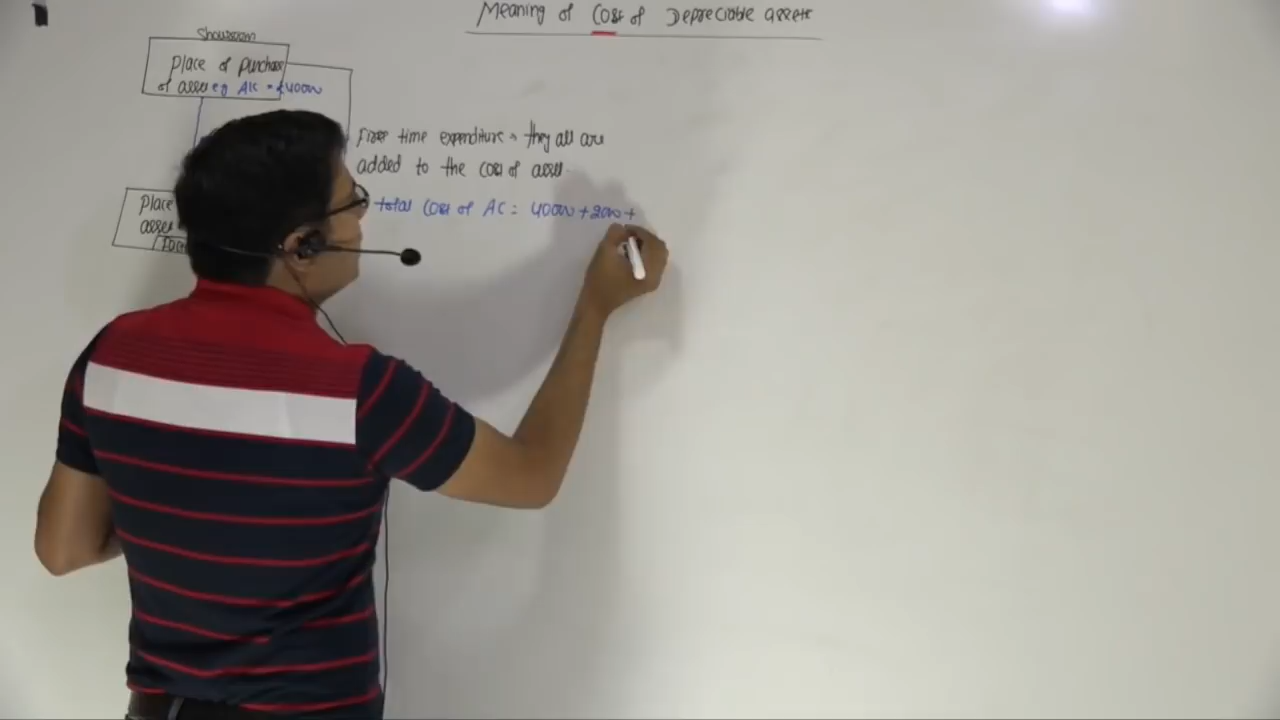 Meaning of Cost of Depreciable assets
Showroom
Place of purchase
of asset eg AC = ₹40000
First time expenditure, they all are
added to the cost of asset
Place
asset
total cost of AC = 40000 + 2000 +